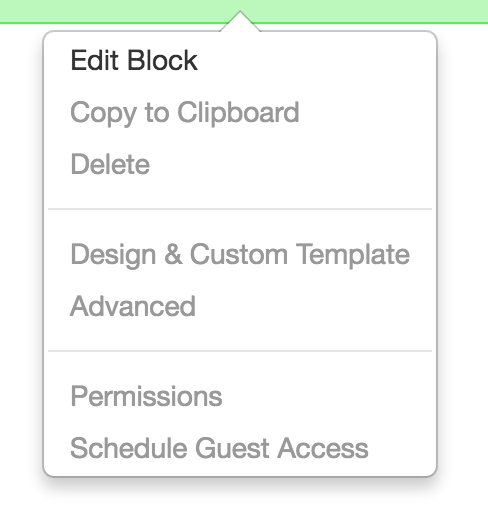 Edit Block
Copy to Clipboard
Delete
Design & Custom Template
Advanced
Permissions
Schedule Guest Access